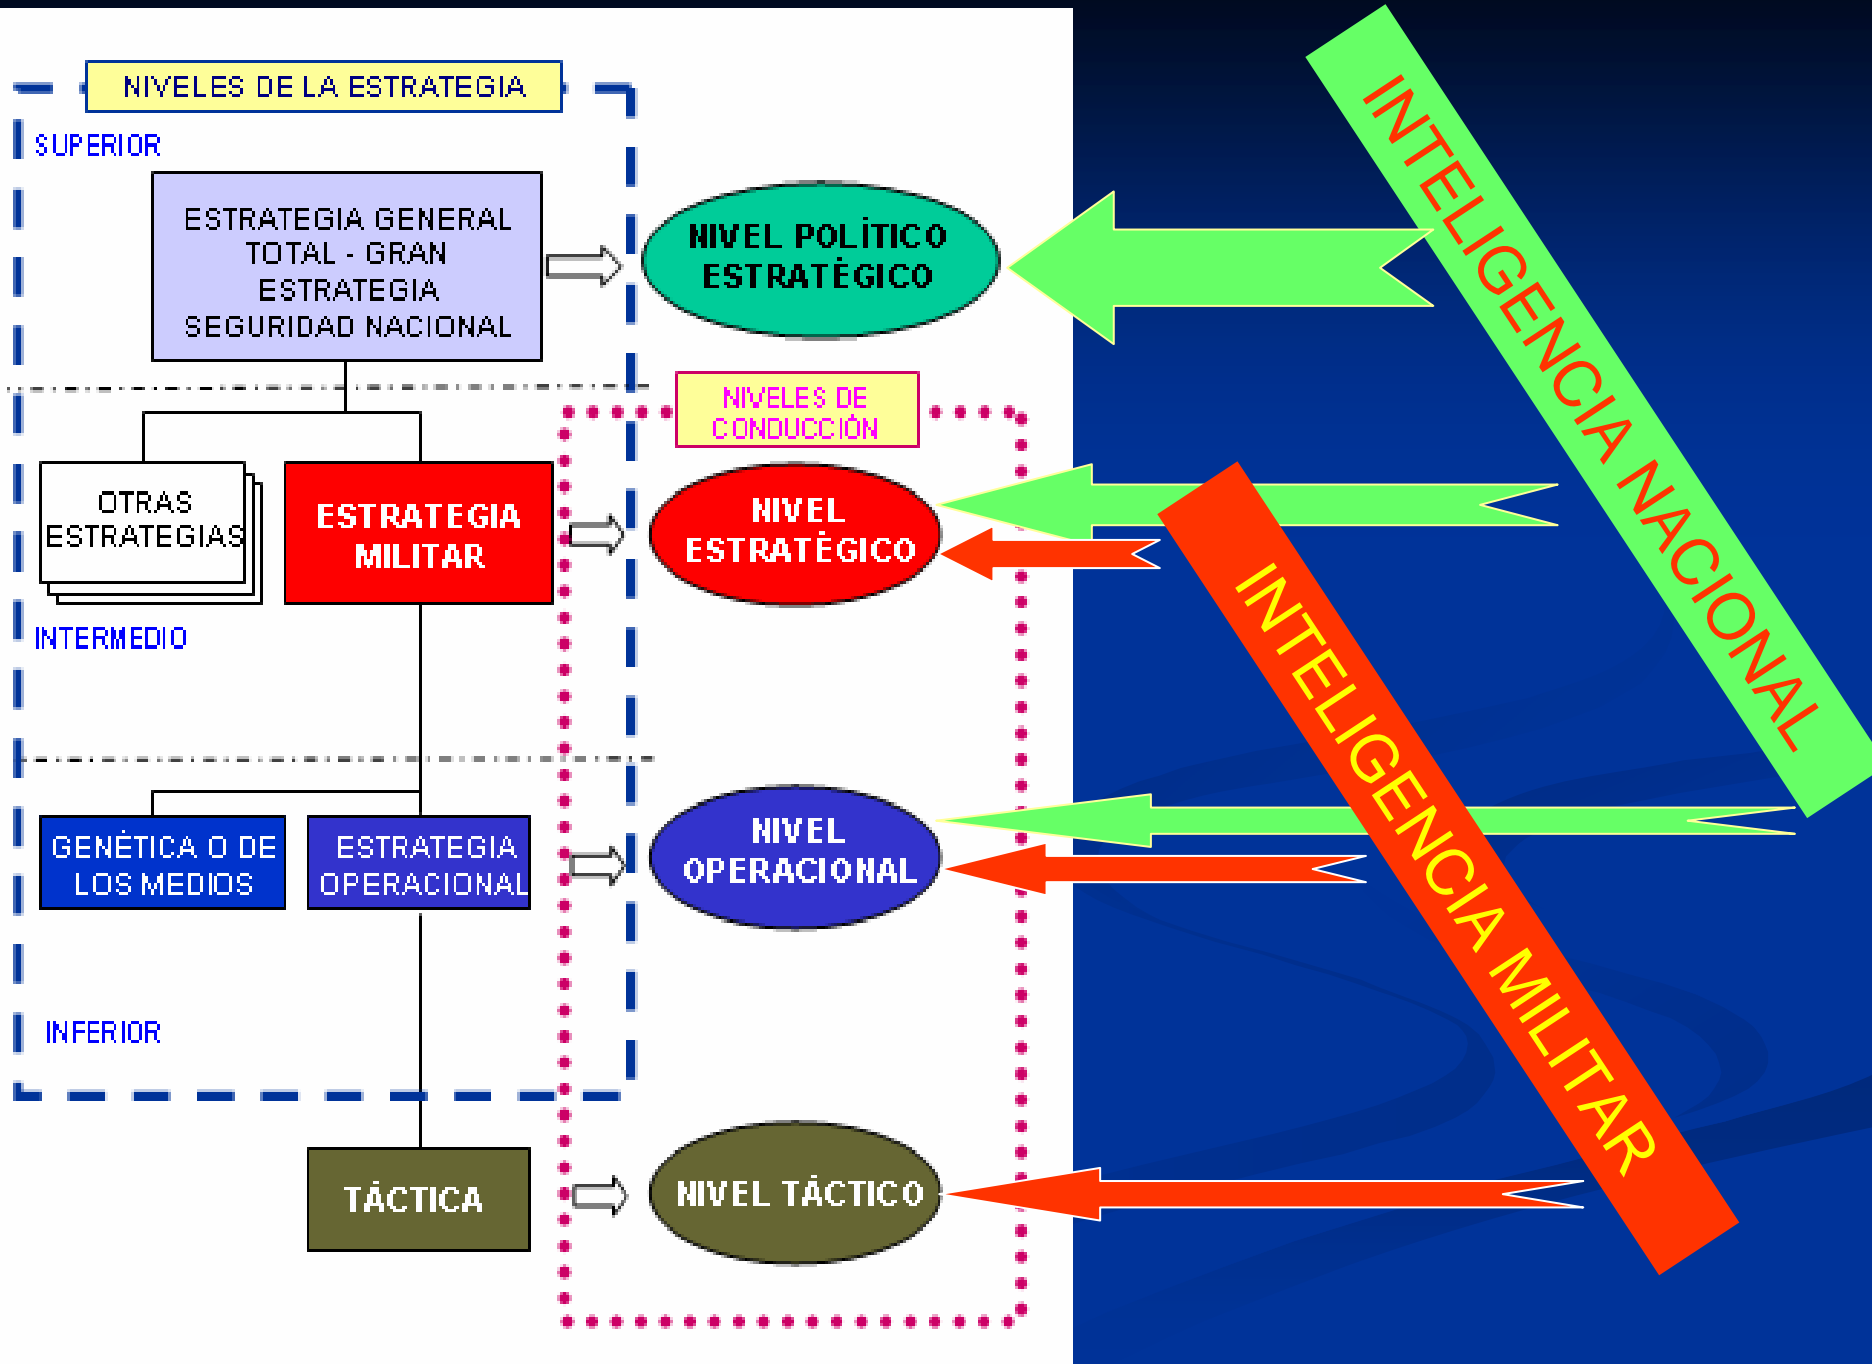 NIVELES DE LA ESTRATEGIA
SUPERIOR
ESTRATEGIA GENERAL
TOTAL - GRAN
ESTRATEGIA
SEGURIDAD NACIONAL
NIVEL POLÍTICO
ESTRATÉGICO
NIVELES DE
CONDUCCIÓN
OTRAS
ESTRATEGIAS
ESTRATEGIA
MILITAR
NIVEL
ESTRATÉGICO
INTERMEDIO
GENÉTICA O DE
LOS MEDIOS
ESTRATEGIA
OPERACIONAL
NIVEL
OPERACIONAL
INFERIOR
TÁCTICA
NIVEL TÁCTICO
INTELIGENCIA NACIONAL
INTELIGENCIA MILITAR